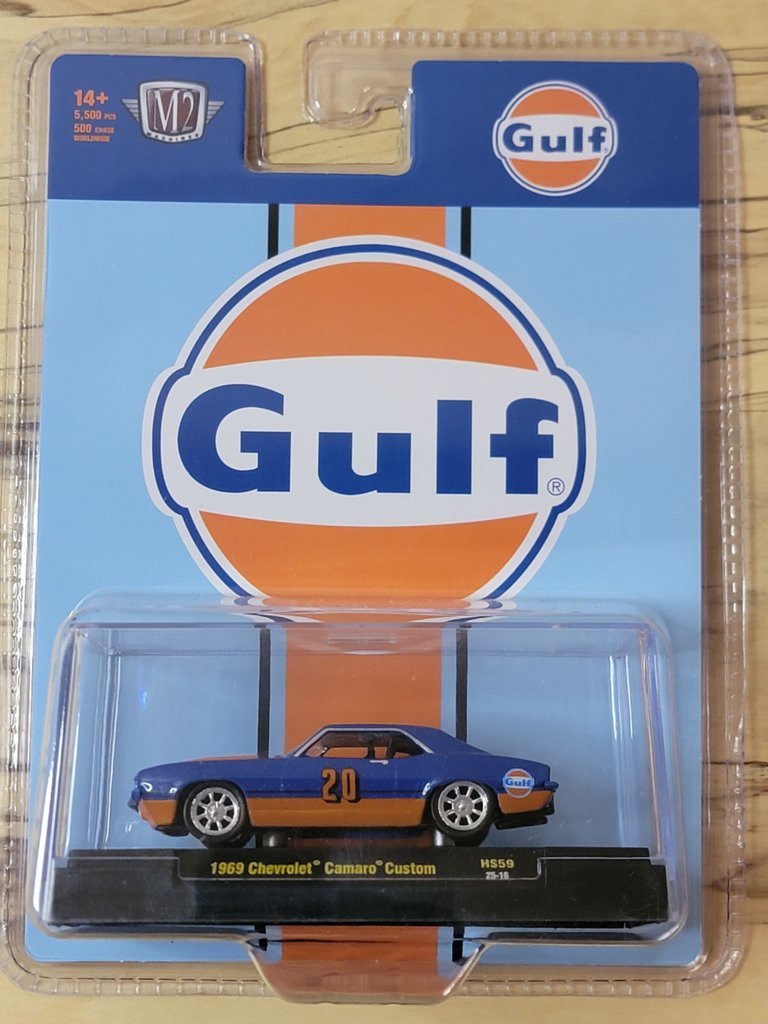 14+
5,500 PCS
500 CHASE
WORLDWIDE
M2
MACHINES
Gulf®
Gulf®
20
Gulf
1969 Chevrolet® Camaro® Custom
HS59
25-16